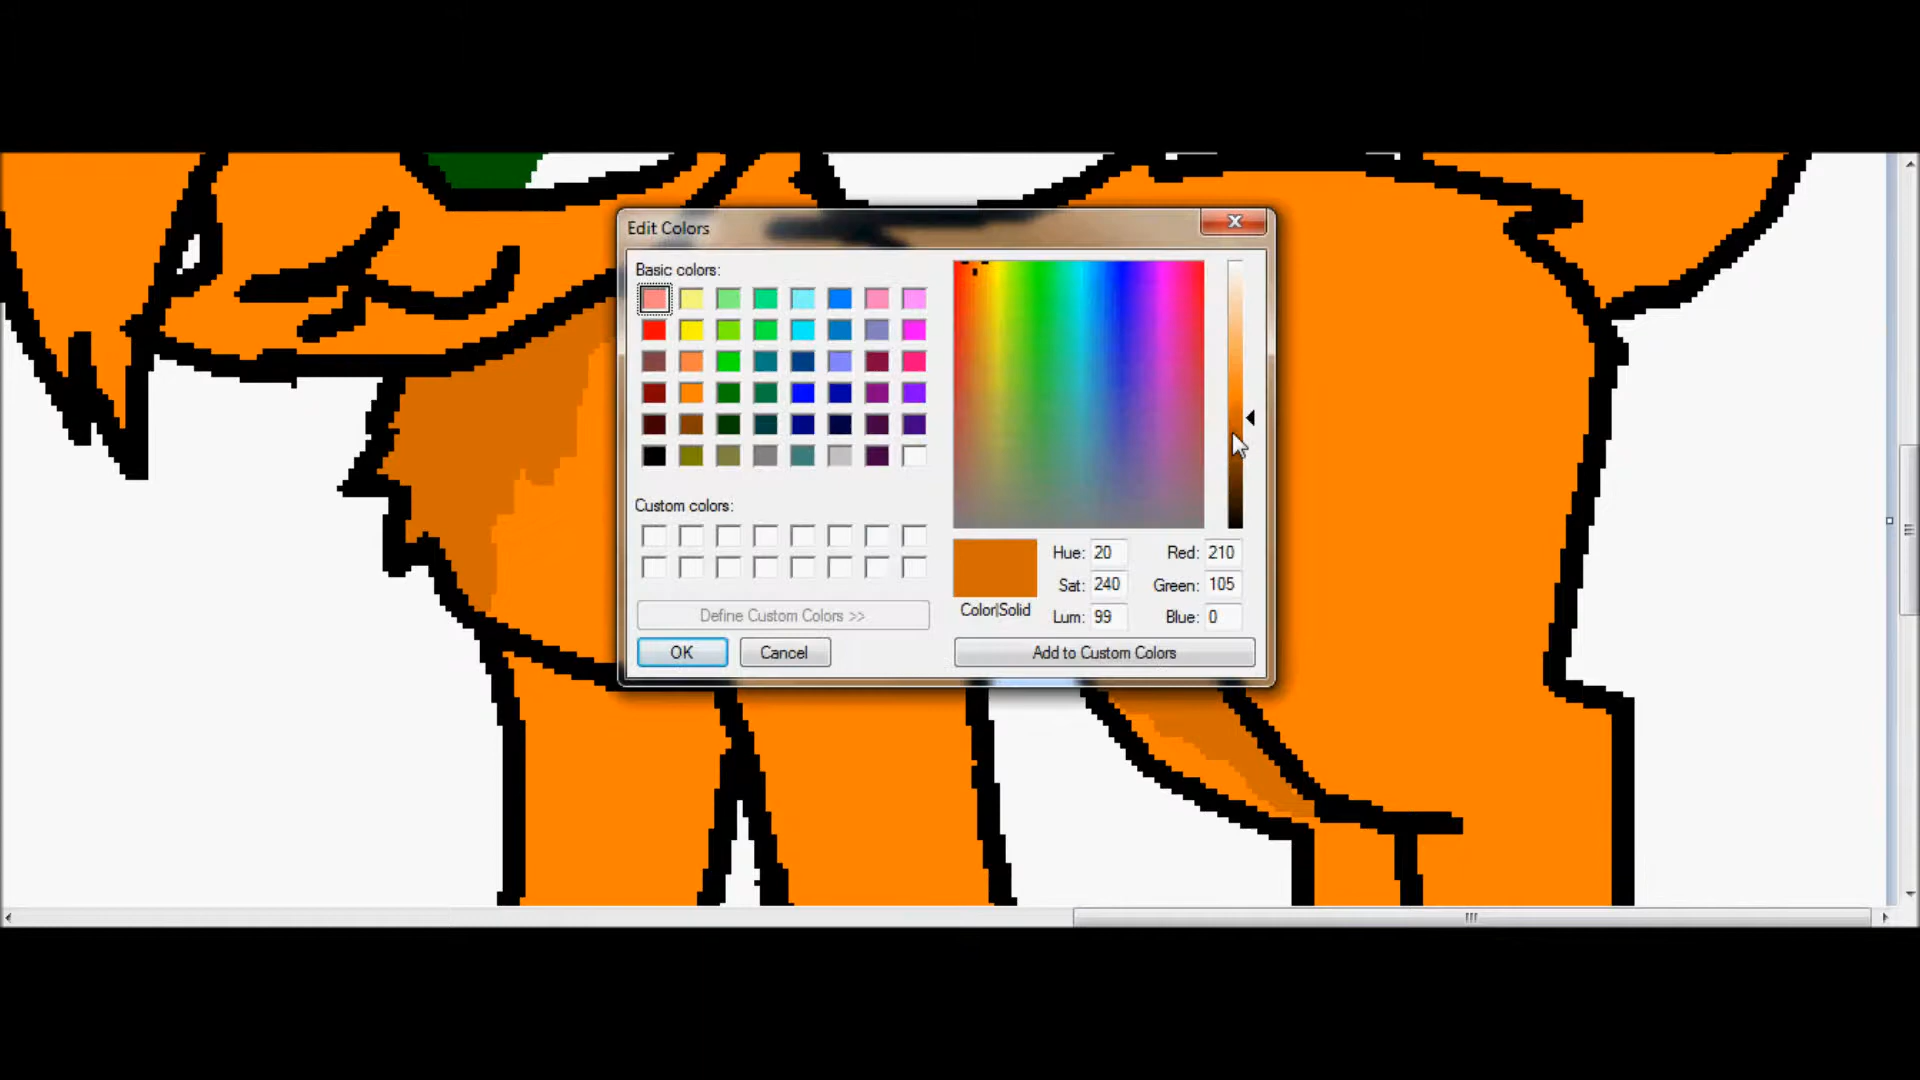 Edit Colors
Basic colors:
Custom colors:
Define Custom Colors >>
OK Cancel
Color|Solid
Hue: 20 Red: 210
Sat: 240 Green: 105
Lum: 99 Blue: 0
Add to Custom Colors